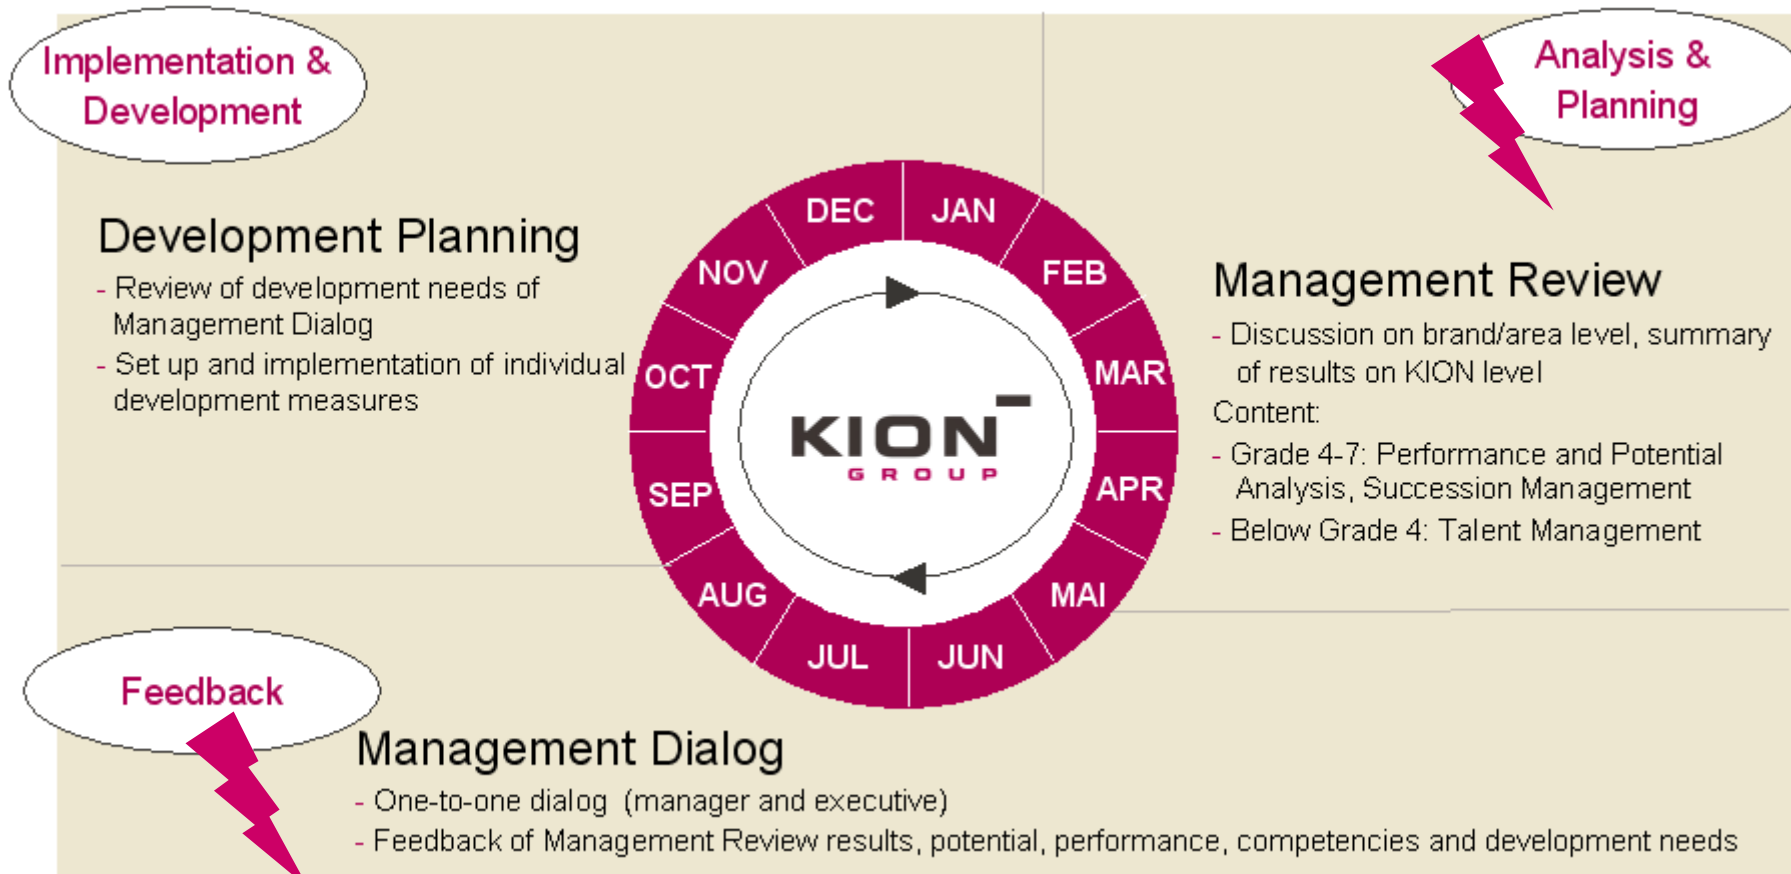 Implementation &
Development
Analysis &
Planning
Development Planning
- Review of development needs of
Management Dialog
- Set up and implementation of individual
development measures
DEC
JAN
NOV
FEB
OCT
MAR
SEP
APR
AUG
MAI
JUL
JUN
KION
GROUP
Management Review
- Discussion on brand/area level, summary
of results on KION level
Content:
- Grade 4-7: Performance and Potential
Analysis, Succession Management
- Below Grade 4: Talent Management
Feedback
Management Dialog
- One-to-one dialog (manager and executive)
- Feedback of Management Review results, potential, performance, competencies and development needs